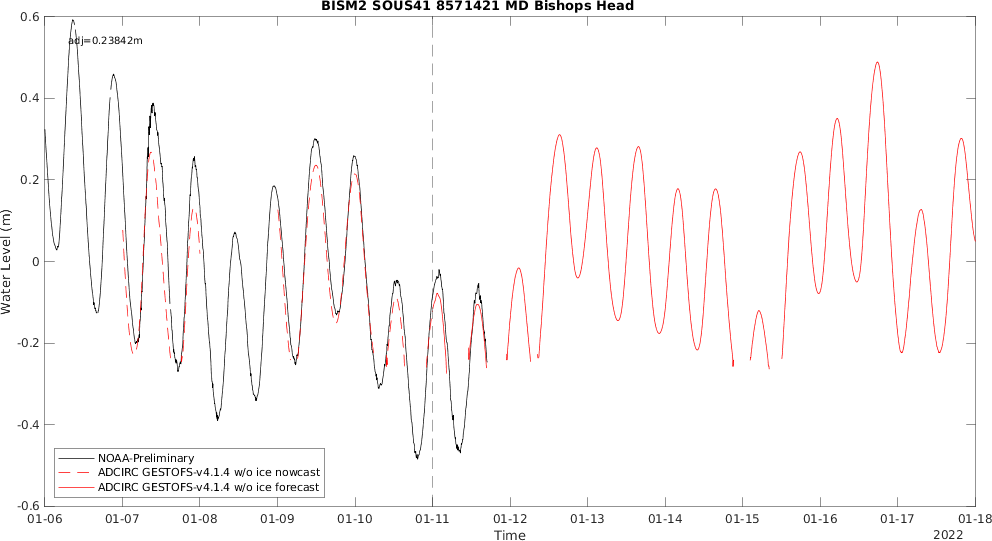 BISM2 SOUS41 8571421 MD Bishops Head
adj=0.23842m
0.6
0.4
0.2
0
-0.2
-0.4
-0.6
Water Level (m)
NOAA-Preliminary
ADCIRC GESTOFS-v4.1.4 w/o ice nowcast
ADCIRC GESTOFS-v4.1.4 w/o ice forecast
01-06 01-07 01-08 01-09 01-10 01-11 01-12 01-13 01-14 01-15 01-16 01-17 01-18
Time
2022